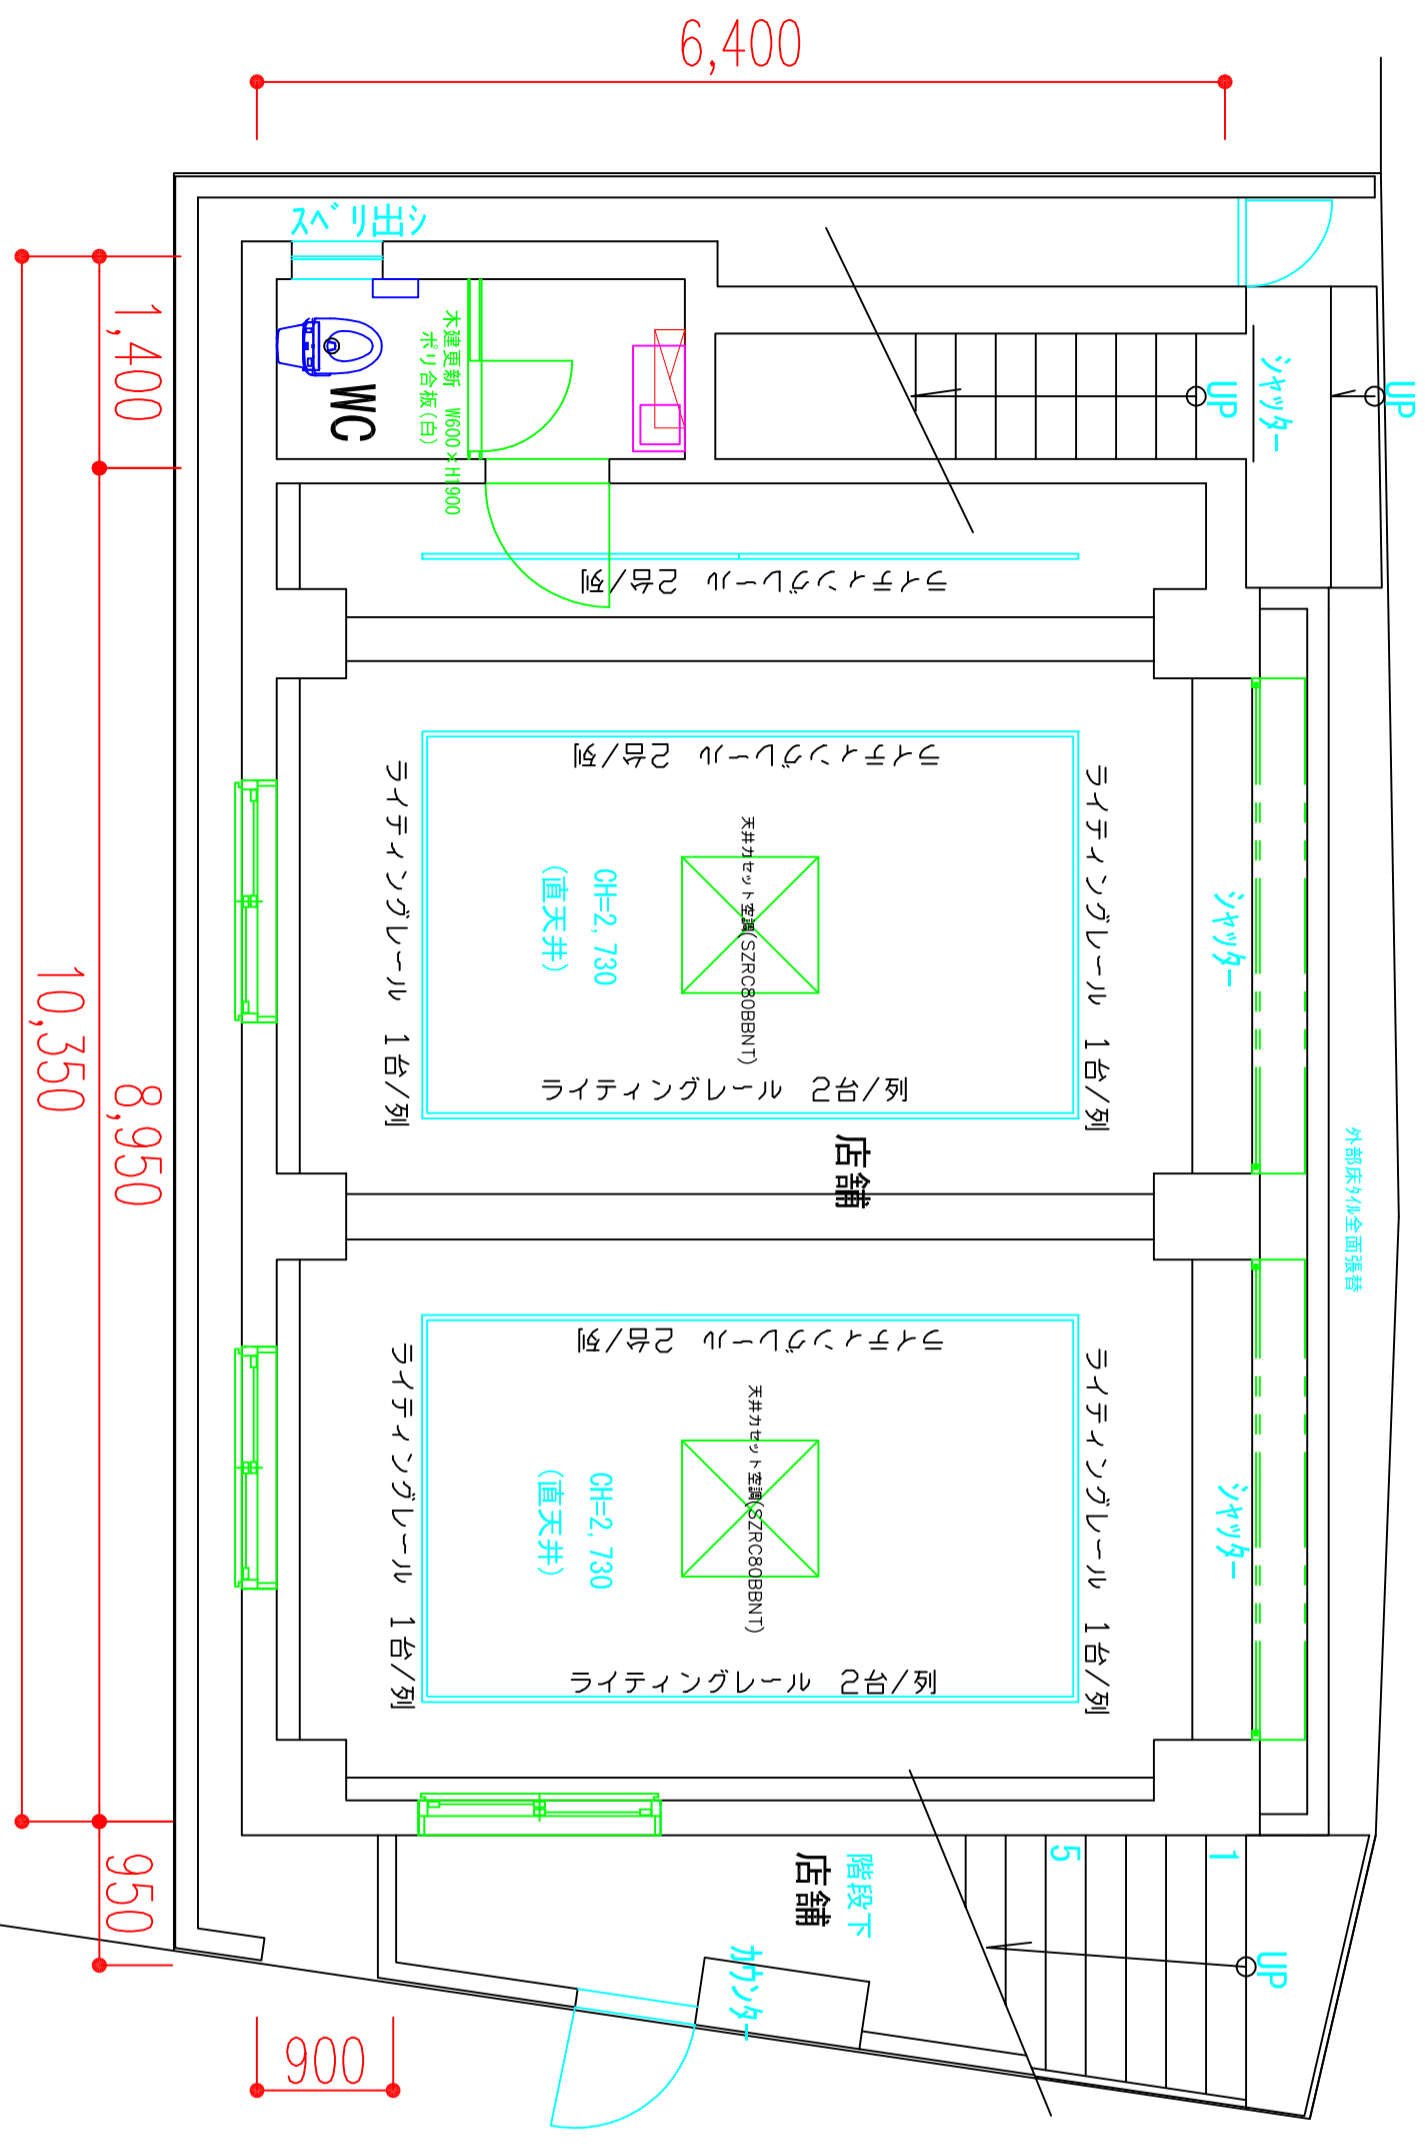 6,400
スベリ出シ
1,400
8,950
10,350
950
900
WC
木建更新 W600×H1900
ポリ合板(白)
シャッター
UP
UP
ライティングレール 2台/列
ライティングレール 2台/列
ライティングレール 1台/列
ライティングレール 1台/列
天井カセット空調(SZRC80BBNT)
CH=2,730
(直天井)
ライティングレール 2台/列
シャッター
店舗
外部床タイル全面張替
ライティングレール 2台/列
ライティングレール 1台/列
ライティングレール 1台/列
天井カセット空調(SZRC80BBNT)
CH=2,730
(直天井)
ライティングレール 2台/列
シャッター
階段下
店舗
カウンター
5
1
UP